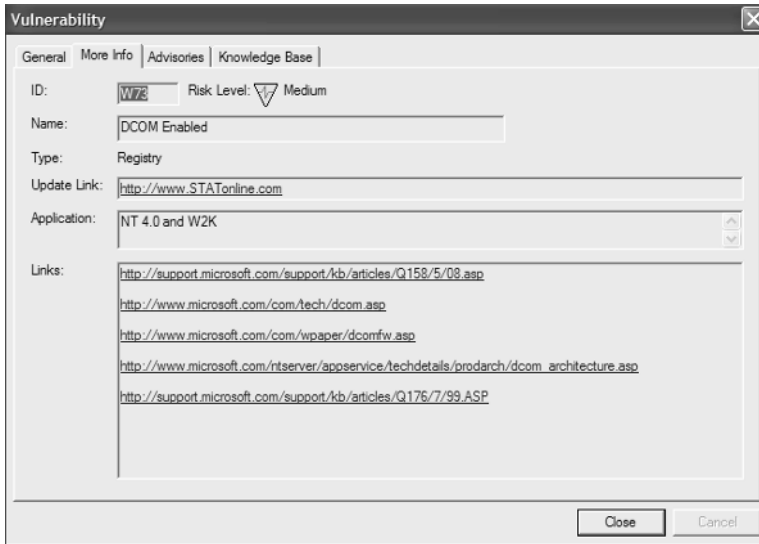 Vulnerability
General More Info Advisories Knowledge Base
ID: W73 Risk Level: Medium
Name: DCOM Enabled
Type: Registry
Update Link: http://www.STATonline.com
Application: NT 4.0 and W2K
Links: http://support.microsoft.com/support/kb/articles/Q158/5/08.asp
http://www.microsoft.com/com/tech/dcom.asp
http://www.microsoft.com/com/wpaper/dcomfw.asp
http://www.microsoft.com/ntserver/appservice/techdetails/prodarch/dcom_architecture.asp
http://support.microsoft.com/support/kb/articles/Q176/7/99.ASP
Close Cancel